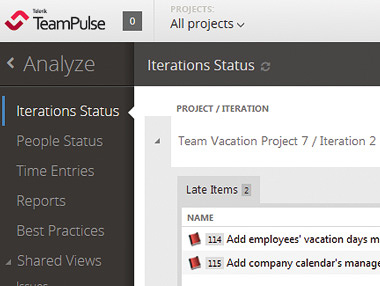 Telerik
TeamPulse
0
PROJECTS:
All projects
Analyze
Iterations Status
People Status
Time Entries
Reports
Best Practices
Shared Views
Issues
Iterations Status
PROJECT / ITERATION
Team Vacation Project 7 / Iteration 2
Late Items 2
NAME
114 Add employees' vacation days m
115 Add company calendar's manage